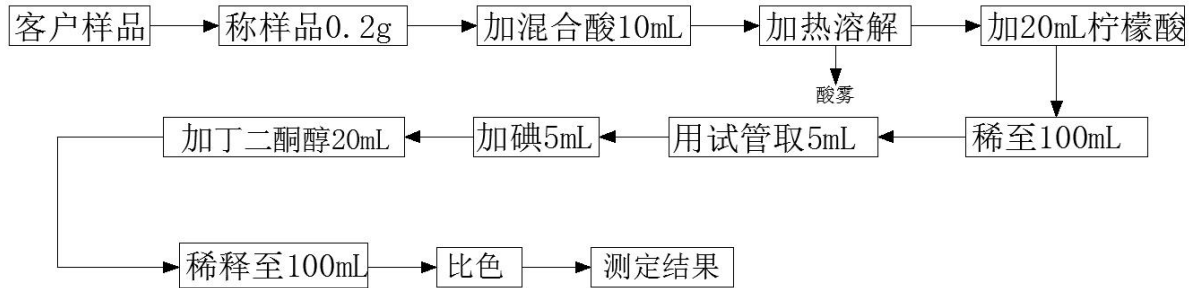 客户样品
称样品0.2g
加混合酸10mL
加热溶解
加20mL柠檬酸
酸雾
稀至100mL
用试管取5mL
加碘5mL
加丁二酮醇20mL
稀释至100mL
比色
测定结果